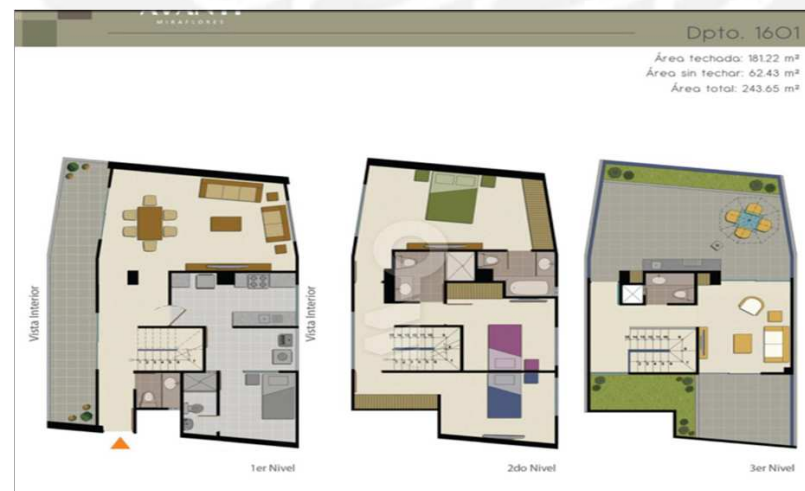 MIRAFLORES
Dpto. 1601
Área techada: 181.22 m²
Área sin techar: 62.43 m²
Área total: 243.65 m²
Vista Interior
Vista Interior
1er Nivel
2do Nivel
3er Nivel